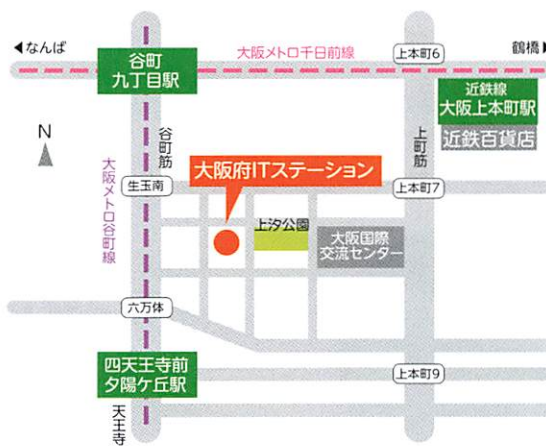 ◀なんば
大阪メトロ千日前線
上本町6
鶴橋▶
谷町
九丁目駅
近鉄線
大阪上本町駅
近鉄百貨店
N
谷町筋
上町筋
大阪メトロ谷町線
大阪府ITステーション
生玉南
上本町7
上汐公園
大阪国際
交流センター
六万体
四天王寺前
夕陽ケ丘駅
上本町9
天王寺